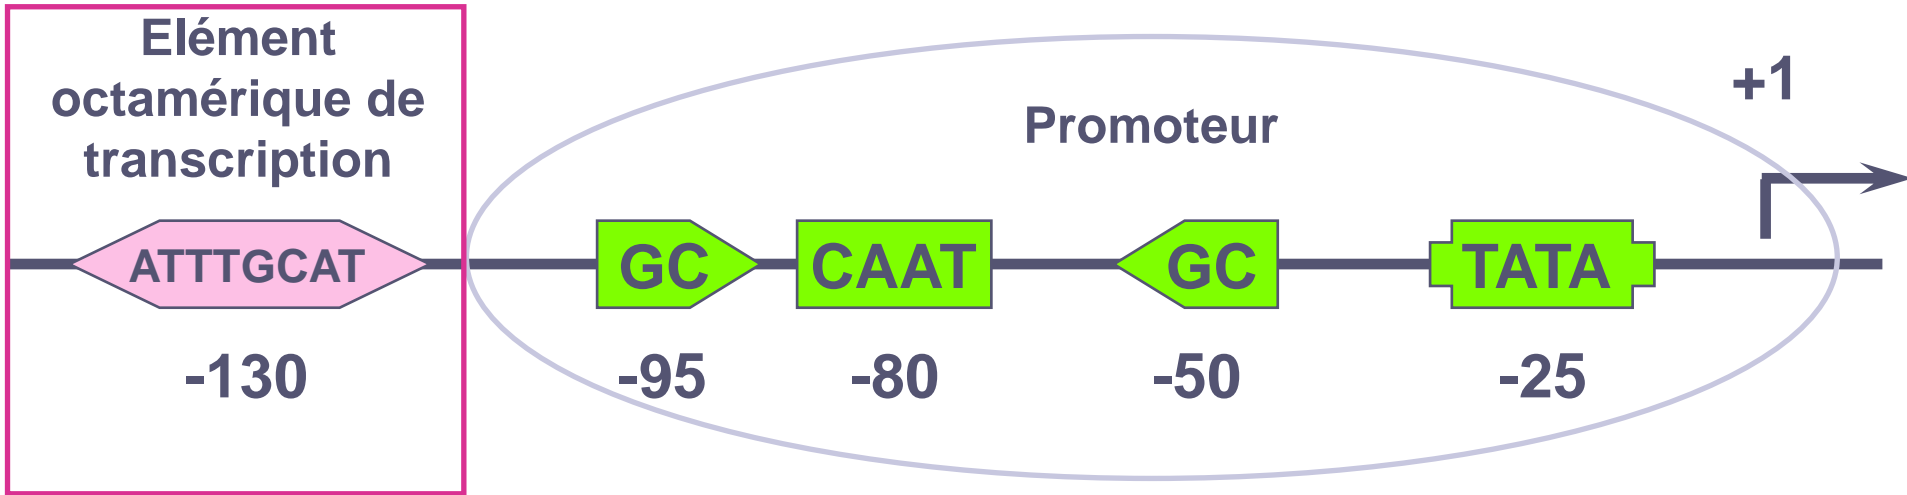 Elément
octamérique de
transcription
Promoteur
+1
ATTTGCAT
GC
CAAT
GC
TATA
-130
-95
-80
-50
-25